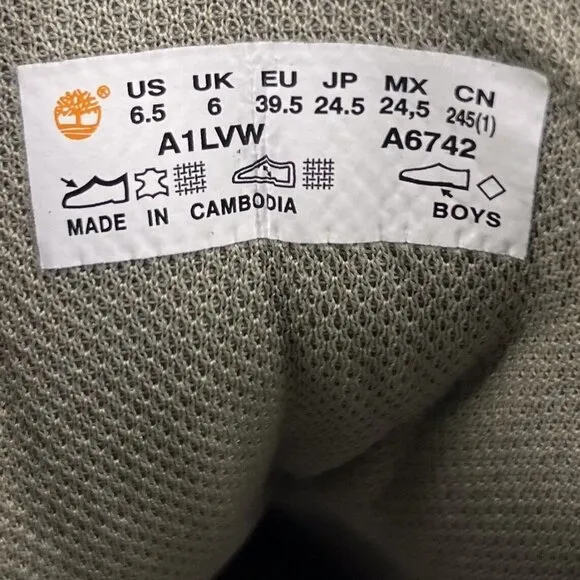 ® US UK EU JP MX CN
6.5 6 39.5 24.5 24,5 245(1)
A1LVW A6742
MADE IN CAMBODIA BOYS